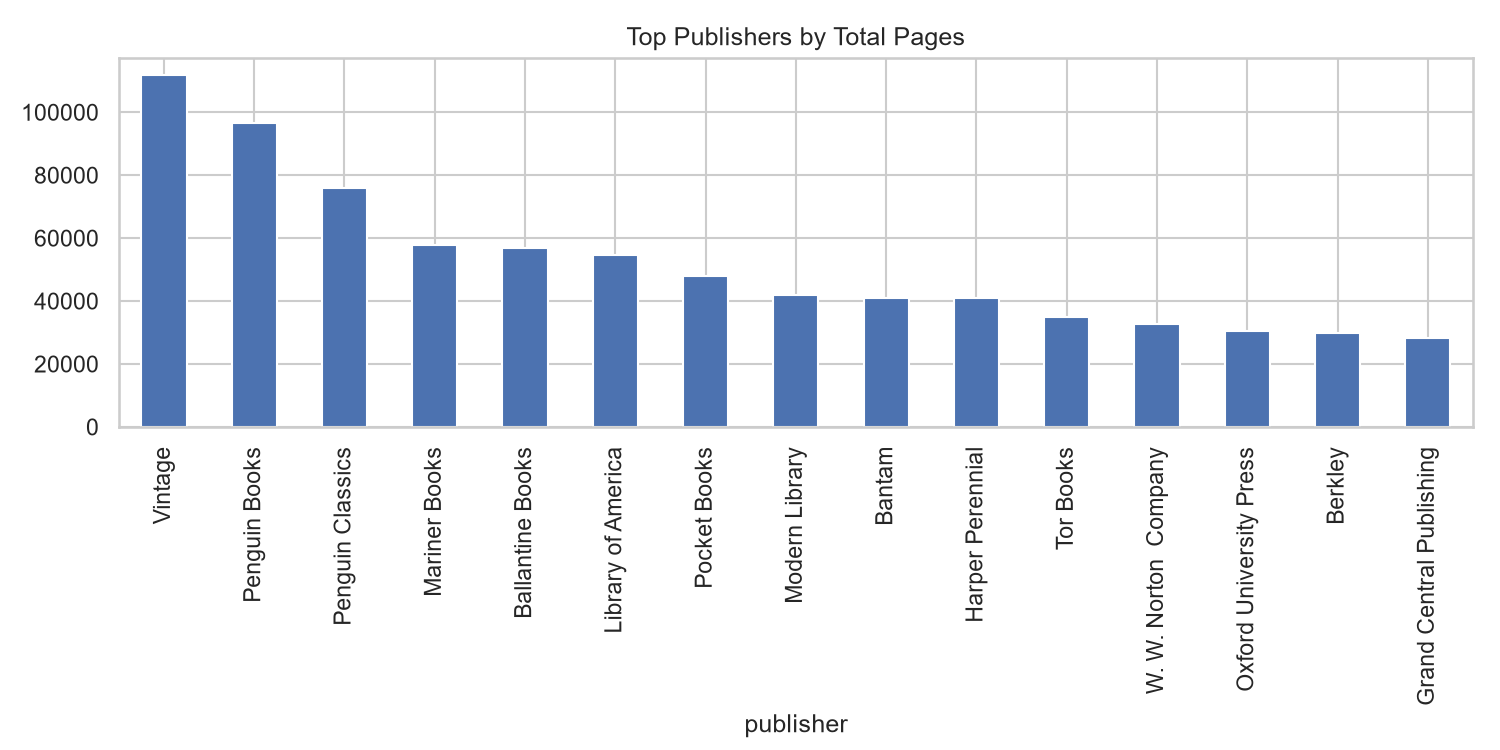 Top Publishers by Total Pages
100000
80000
60000
40000
20000
0
Vintage
Penguin Books
Penguin Classics
Mariner Books
Ballantine Books
Library of America
Pocket Books
Modern Library
Bantam
Harper Perennial
Tor Books
W. W. Norton  Company
Oxford University Press
Berkley
Grand Central Publishing
publisher